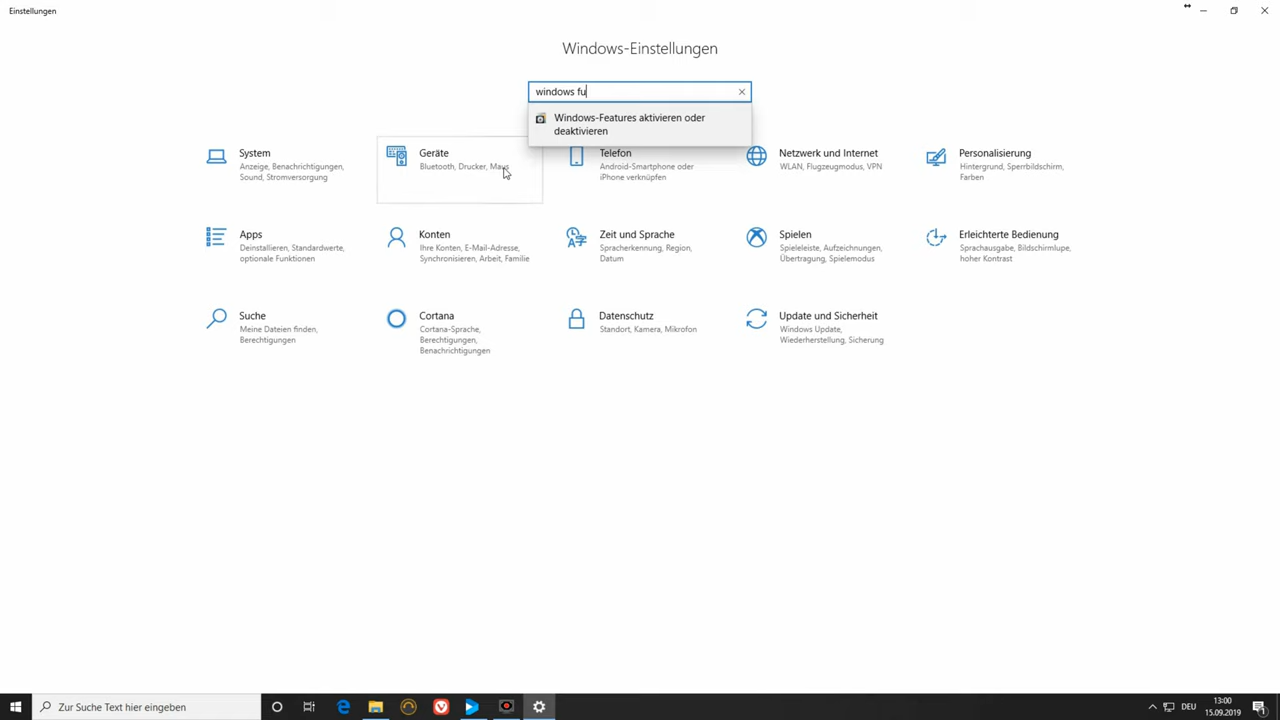 Einstellungen
Windows-Einstellungen
windows fu
Windows-Features aktivieren oder
deaktivieren
System
Anzeige, Benachrichtigungen,
Sound, Stromversorgung
Geräte
Bluetooth, Drucker, Maus
Telefon
Android-Smartphone oder
iPhone verknüpfen
Netzwerk und Internet
WLAN, Flugzeugmodus, VPN
Personalisierung
Hintergrund, Sperrbildschirm,
Farben
Apps
Deinstallieren, Standardwerte,
optionale Funktionen
Konten
Ihre Konten, E-Mail-Adresse,
Synchronisieren, Arbeit, Familie
Zeit und Sprache
Spracherkennung, Region,
Datum
Spielen
Spieleleiste, Aufzeichnungen,
Übertragung, Spielemodus
Erleichterte Bedienung
Sprachausgabe, Bildschirmlupe,
hoher Kontrast
Suche
Meine Dateien finden,
Berechtigungen
Cortana
Cortana-Sprache,
Berechtigungen,
Benachrichtigungen
Datenschutz
Standort, Kamera, Mikrofon
Update und Sicherheit
Windows Update,
Wiederherstellung, Sicherung
Zur Suche Text hier eingeben
DEU
13:00
15.09.2019
1